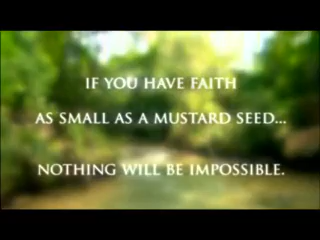 IF YOU HAVE FAITH
AS SMALL AS A MUSTARD SEED...
NOTHING WILL BE IMPOSSIBLE.